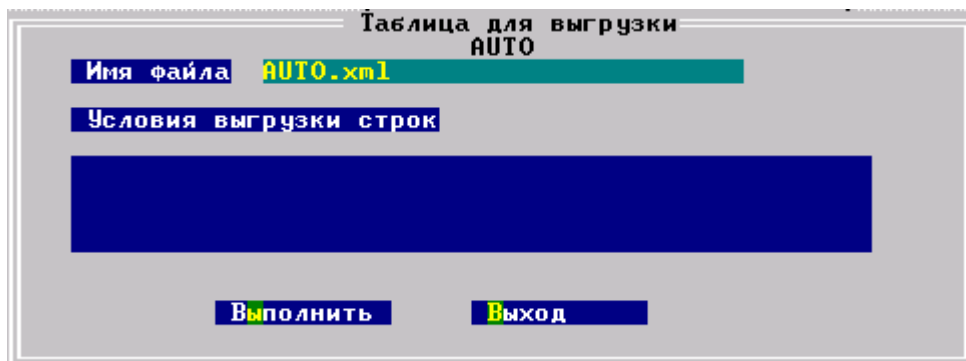 Таблица для выгрузки
AUTO
Имя файла AUTO.xml
Условия выгрузки строк
Выполнить Выход